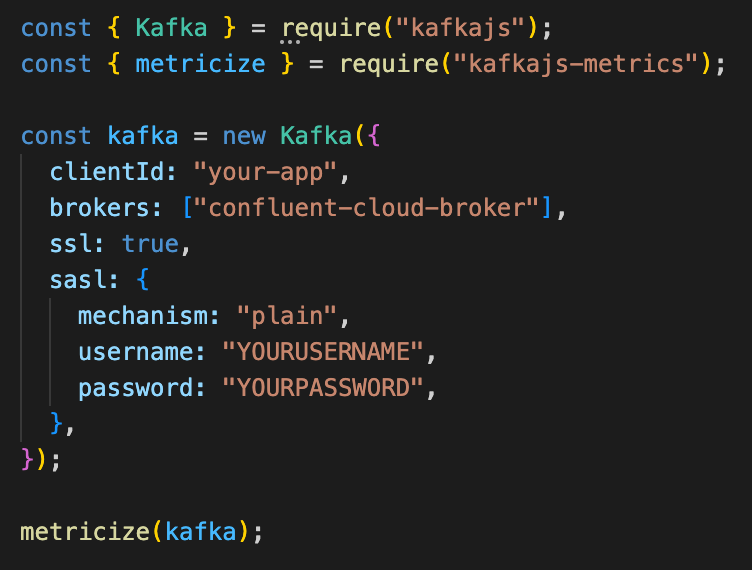 const { Kafka } = require("kafkajs");
const { metricize } = require("kafkajs-metrics");
const kafka = new Kafka({
clientId: "your-app",
brokers: ["confluent-cloud-broker"],
ssl: true,
sasl: {
mechanism: "plain",
username: "YOURUSERNAME",
password: "YOURPASSWORD",
},
});
metricize(kafka);